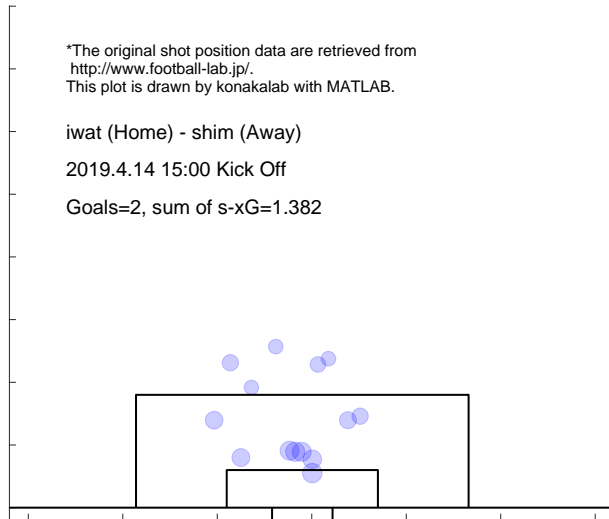 *The original shot position data are retrieved from
http://www.football-lab.jp/.
This plot is drawn by konakalab with MATLAB.
iwat (Home) - shim (Away)
2019.4.14 15:00 Kick Off
Goals=2, sum of s-xG=1.382